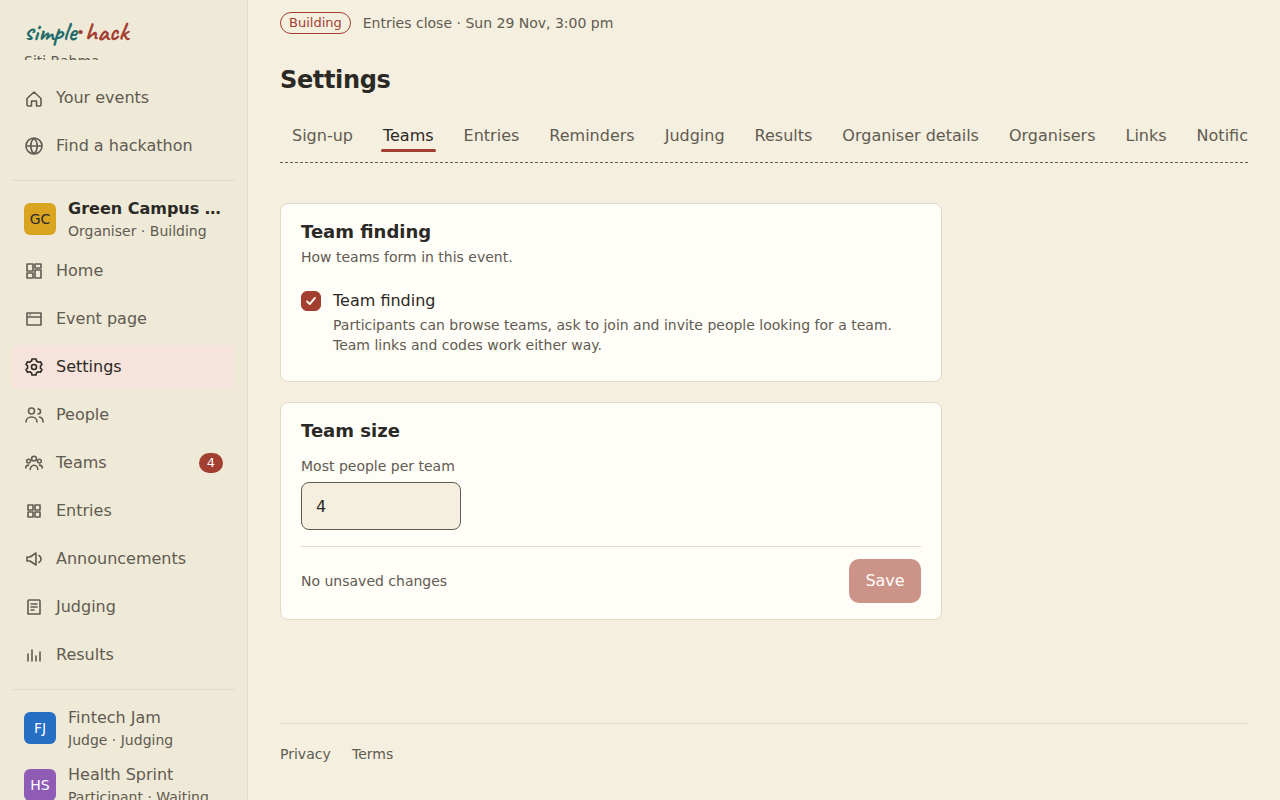 simple·hack
Siti Rahma
Your events
Find a hackathon
GC
Green Campus ...
Organiser · Building
Home
Event page
Settings
People
Teams
4
Entries
Announcements
Judging
Results
FJ
Fintech Jam
Judge · Judging
HS
Health Sprint
Participant · Waiting
Building
Entries close · Sun 29 Nov, 3:00 pm
Settings
Sign-up
Teams
Entries
Reminders
Judging
Results
Organiser details
Organisers
Links
Notific
Team finding
How teams form in this event.
Team finding
Participants can browse teams, ask to join and invite people looking for a team.
Team links and codes work either way.
Team size
Most people per team
4
No unsaved changes
Save
Privacy
Terms